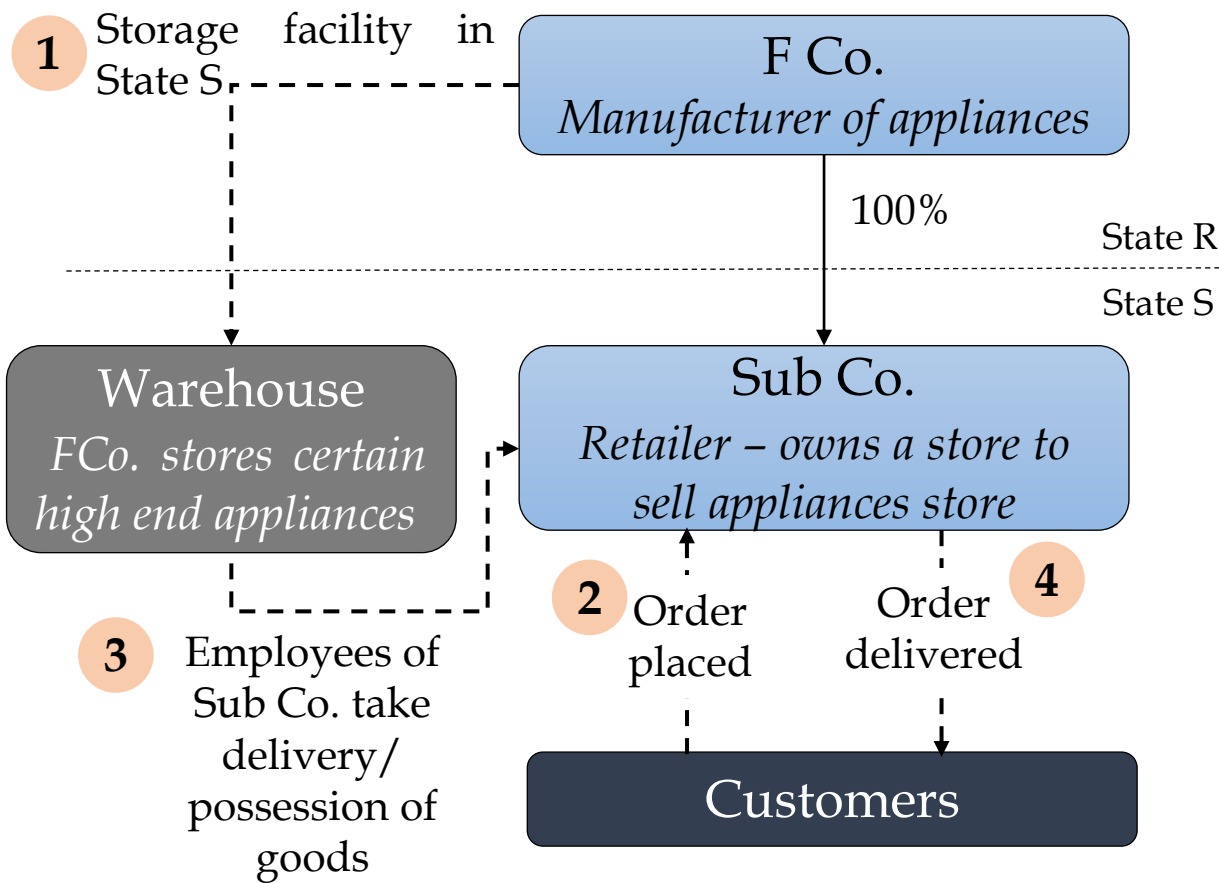 1
Storage facility in
State S
F Co.
Manufacturer of appliances
100%
State R
State S
Warehouse
FCo. stores certain
high end appliances
Sub Co.
Retailer – owns a store to
sell appliances store
2
Order
placed
Order
delivered
4
3
Employees of
Sub Co. take
delivery/
possession of
goods
Customers